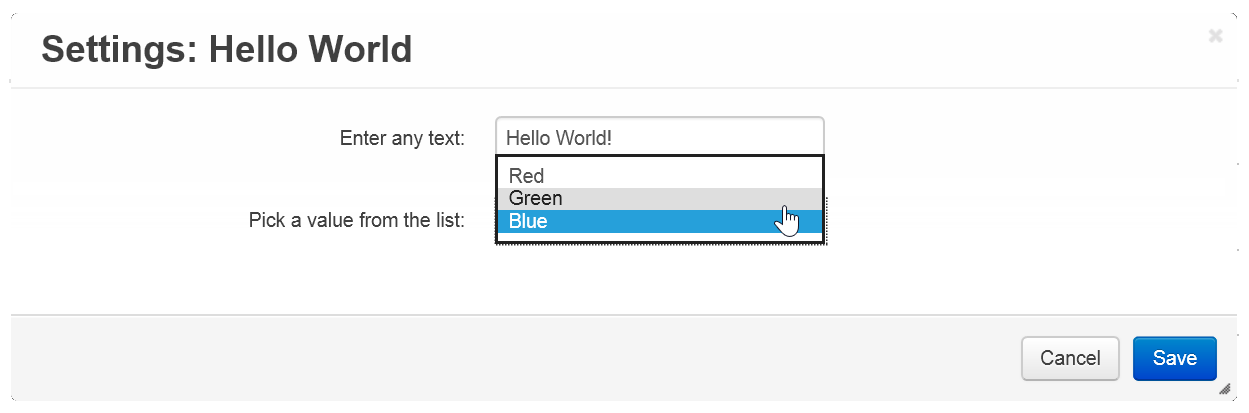 Settings: Hello World
Enter any text: Hello World!
Red
Green
Pick a value from the list: Blue
Cancel Save